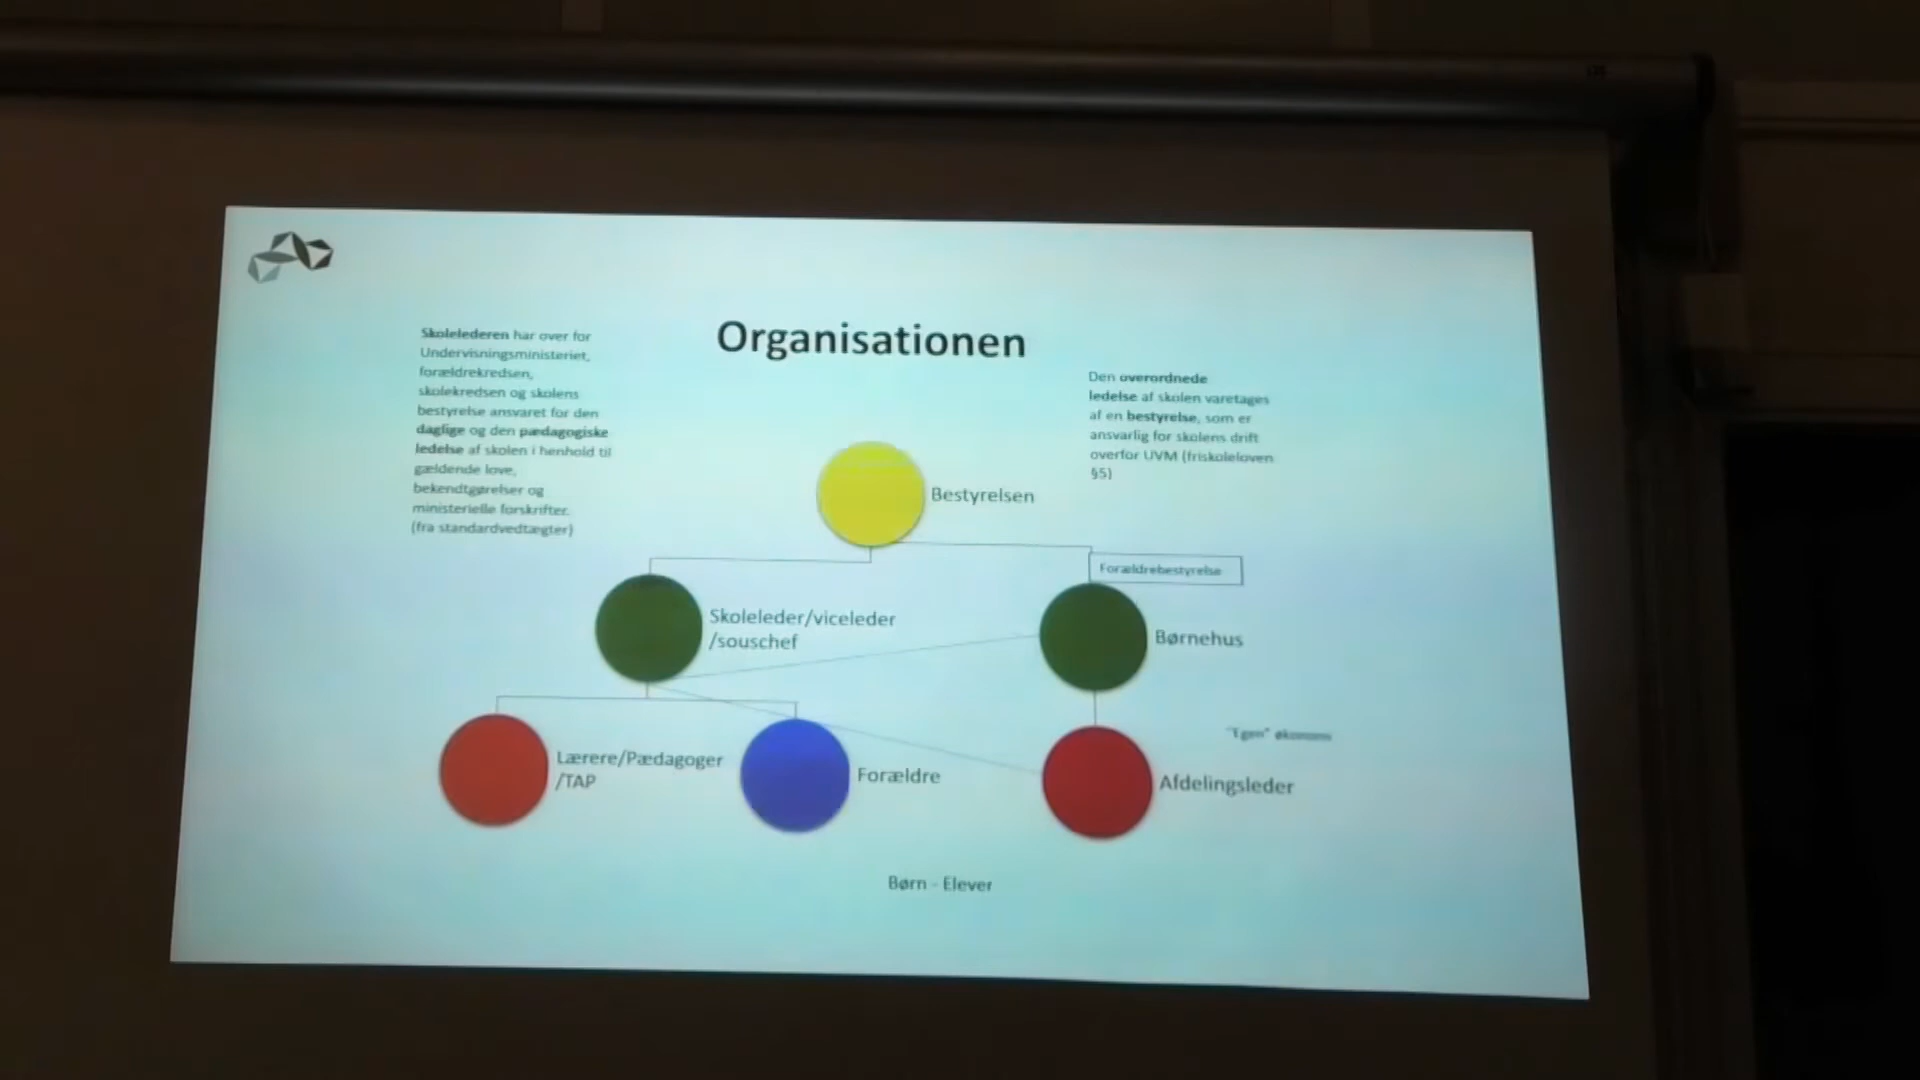 Organisationen
Skolelederen har over for
Undervisningsministeriet,
forældrekredsen,
skolekredsen og skolens
bestyrelse ansvaret for den
daglige og den pædagogiske
ledelse af skolen i henhold til
gældende love,
bekendtgørelser og
ministerielle forskrifter.
(fra standardvedtægter)
Den overordnede
ledelse af skolen varetages
af en bestyrelse, som er
ansvarlig for skolens drift
overfor UVM (friskoleloven
§5)
Bestyrelsen
Forældrebestyrelse
Skoleleder/viceleder
/souschef
Børnehus
Lærere/Pædagoger
/TAP
Forældre
"Egen" økonomi
Afdelingsleder
Børn - Elever